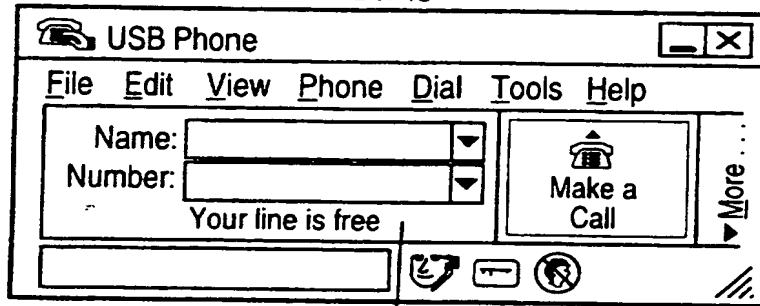 USB Phone
File Edit View Phone Dial Tools Help
Name:
Number:
Your line is free
Make a
Call
More...